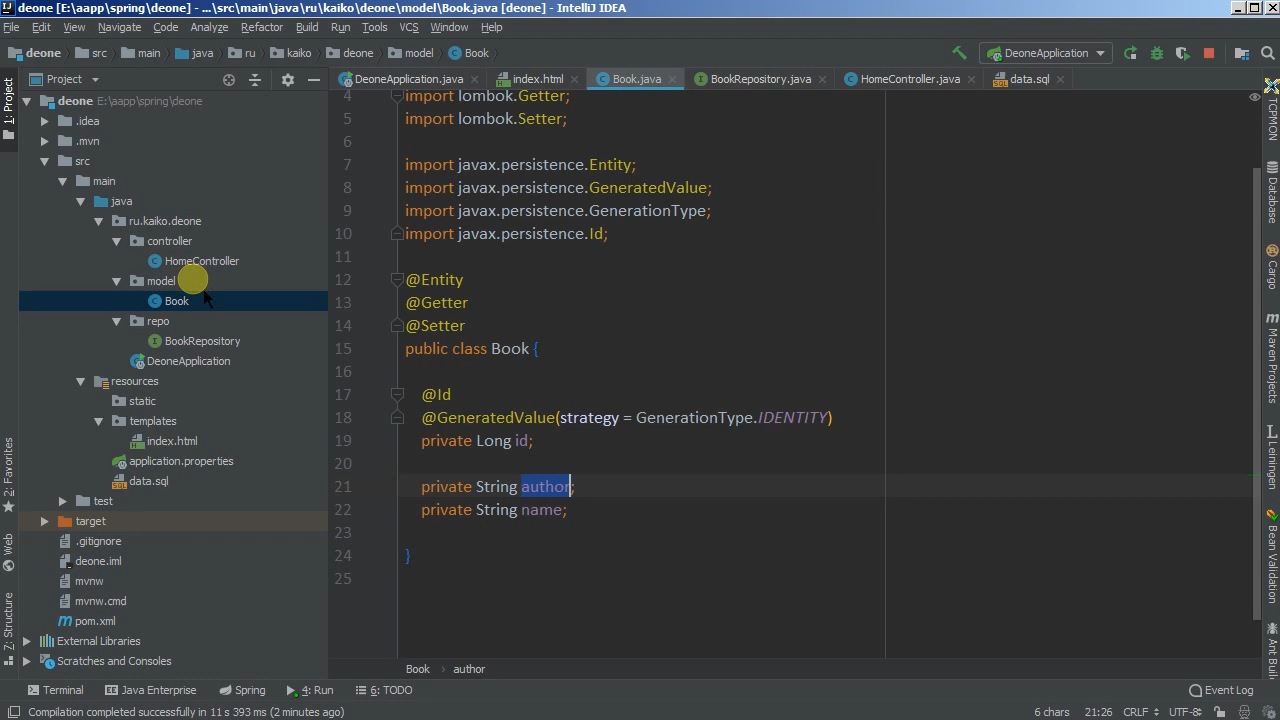 deone [E:\aapp\spring\deone] - ...\src\main\java\ru\kaiko\deone\model\Book.java [deone] - IntelliJ IDEA
File Edit View Navigate Code Analyze Refactor Build Run Tools VCS Window Help
deone src main java ru kaiko deone model Book DeoneApplication
Project DeoneApplication.java index.html Book.java BookRepository.java HomeController.java data.sql
deone E:\aapp\spring\deone
.idea
.mvn
src
main
java
ru.kaiko.deone
controller
HomeController
model
Book
repo
BookRepository
DeoneApplication
resources
static
templates
index.html
application.properties
data.sql
test
target
.gitignore
deone.iml
mvnw
mvnw.cmd
pom.xml
External Libraries
Scratches and Consoles
4 import lombok.Getter;
5 import lombok.Setter;
6
7 import javax.persistence.Entity;
8 import javax.persistence.GeneratedValue;
9 import javax.persistence.GenerationType;
10 import javax.persistence.Id;
11
12 @Entity
13 @Getter
14 @Setter
15 public class Book {
16
17 @Id
18 @GeneratedValue(strategy = GenerationType.IDENTITY)
19 private Long id;
20
21 private String author;
22 private String name;
23
24 }
25
Book › author
1: Project
2: Favorites
Web
Z: Structure
TCPMON
Database
Cargo
Maven Projects
Leiningen
Bean Validation
Ant Build
Terminal Java Enterprise Spring 4: Run 6: TODO Event Log
Compilation completed successfully in 11 s 393 ms (2 minutes ago) 6 chars 21:26 CRLF UTF-8